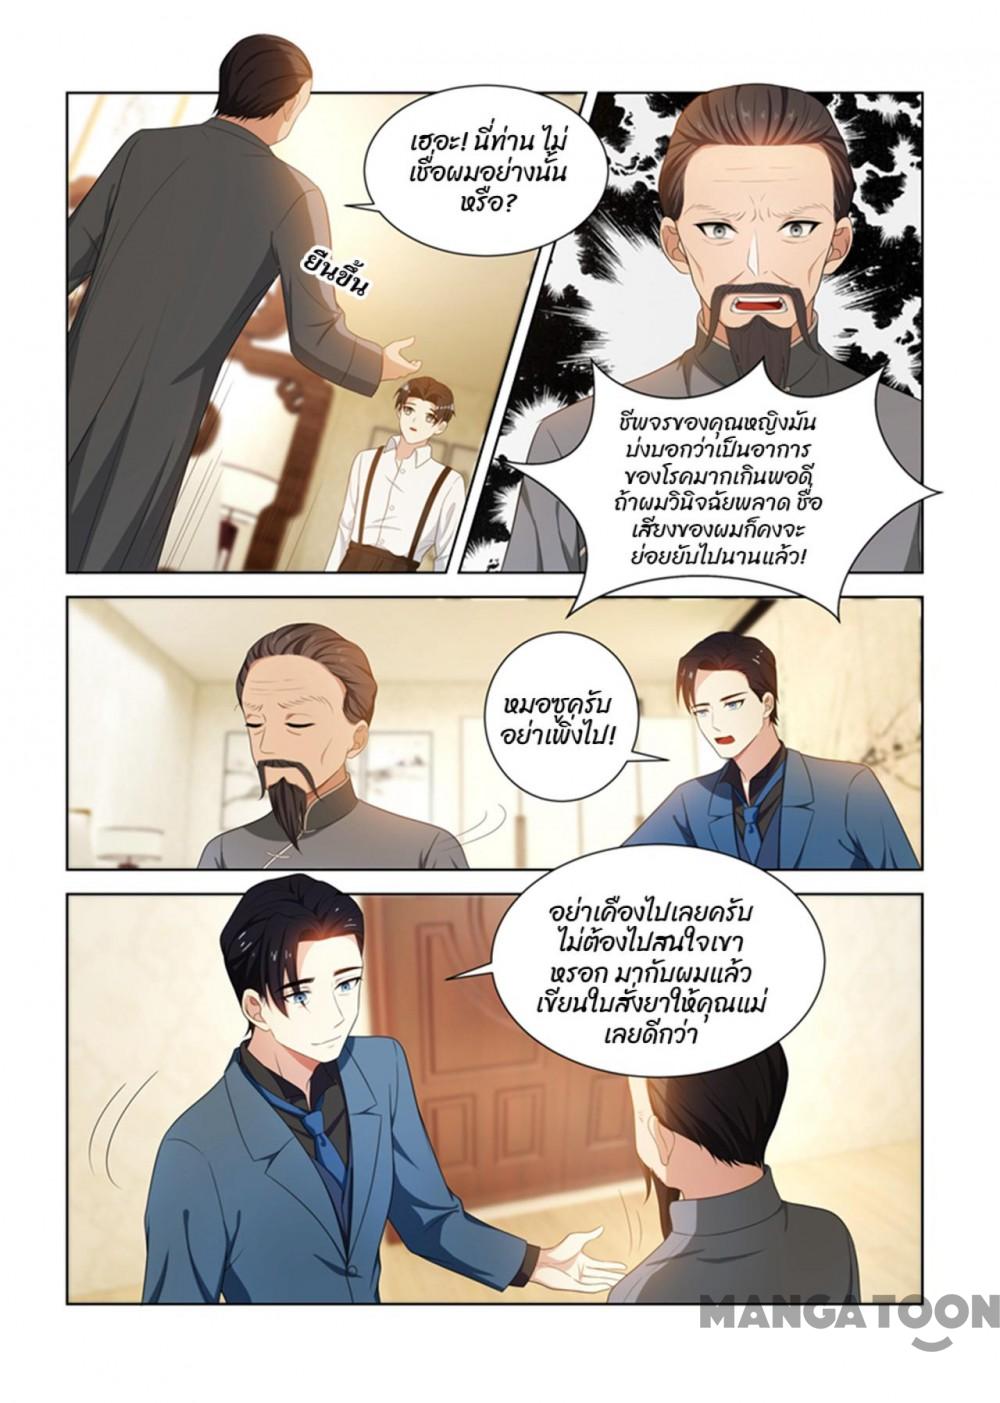 เฮอะ! นี่ท่าน ไม่
เชื่อผมอย่างนั้น
หรือ?
ยืนขึ้น
ชีพจรของคุณหญิงมัน
บ่งบอกว่าเป็นอาการ
ของโรคมากเกินพอดี
ถ้าผมวินิจฉัยพลาด ชื่อ
เสียงของผมก็คงจะ
ย่อยยับไปนานแล้ว!
หมอซูครับ
อย่าเพิ่งไป!
อย่าเคืองไปเลยครับ
ไม่ต้องไปสนใจเขา
หรอก มากับผมแล้ว
เขียนใบสั่งยาให้คุณแม่
เลยดีกว่า
MANGATOON